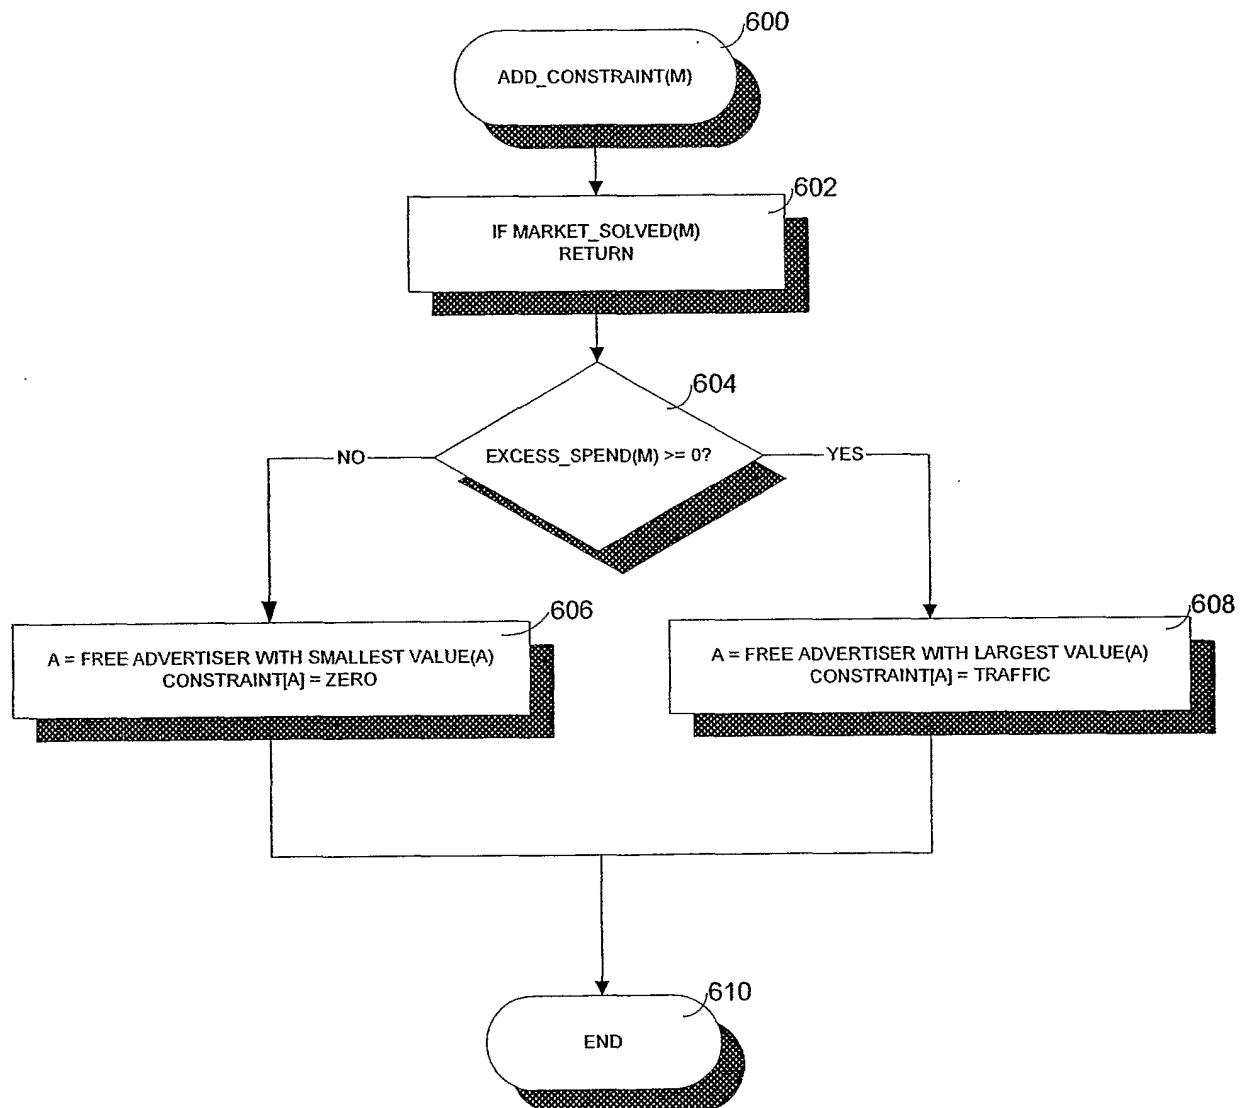 600
ADD_CONSTRAINT(M)
602
IF MARKET_SOLVED(M)
RETURN
604
EXCESS_SPEND(M) >= 0?
NO
YES
606
A = FREE ADVERTISER WITH SMALLEST VALUE(A)
CONSTRAINT[A] = ZERO
608
A = FREE ADVERTISER WITH LARGEST VALUE(A)
CONSTRAINT[A] = TRAFFIC
610
END